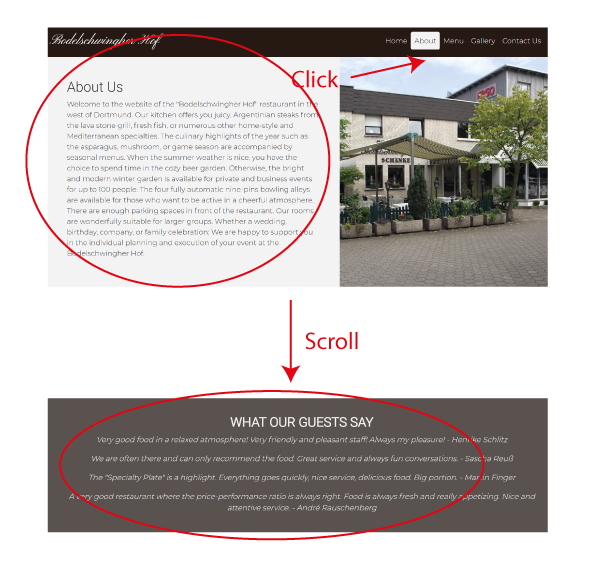 Bodelschwingher Hof
Home About Menu Gallery Contact Us
Click
About Us
Welcome to the website of the "Bodelschwingher Hof" restaurant in the
west of Dortmund. Our kitchen offers you juicy, Argentinian steaks from
the lava stone grill, fresh fish, or numerous other home-style and
Mediterranean specialties. The culinary highlights of the year such as
the asparagus, mushroom, or game season are accompanied by
seasonal menus. When the summer weather is nice, you have the
choice to spend time in the cozy beer garden. Otherwise, the bright
and modern winter garden is available for private and business events
for up to 100 people. The four fully automatic nine-pins bowling alleys
are available for those who want to be active in a cheerful atmosphere.
There are enough parking spaces in front of the restaurant. Our rooms
are wonderfully suitable for larger groups. Whether a wedding,
birthday, company, or family celebration: We are happy to support you
in the individual planning and execution of your event at the
Bodelschwingher Hof.
SCHÄNKE
Scroll
WHAT OUR GUESTS SAY
Very good food in a relaxed atmosphere! Very friendly and pleasant staff! Always my pleasure! - Henrike Schlitz
We are often there and can only recommend the food. Great service and always fun conversations. - Sascha Reuß
The "Specialty Plate" is a highlight. Everything goes quickly, nice service, delicious food. Big portion. - Martin Finger
A very good restaurant where the price-performance ratio is always right. Food is always fresh and really appetizing. Nice and
attentive service. - André Rauschenberg